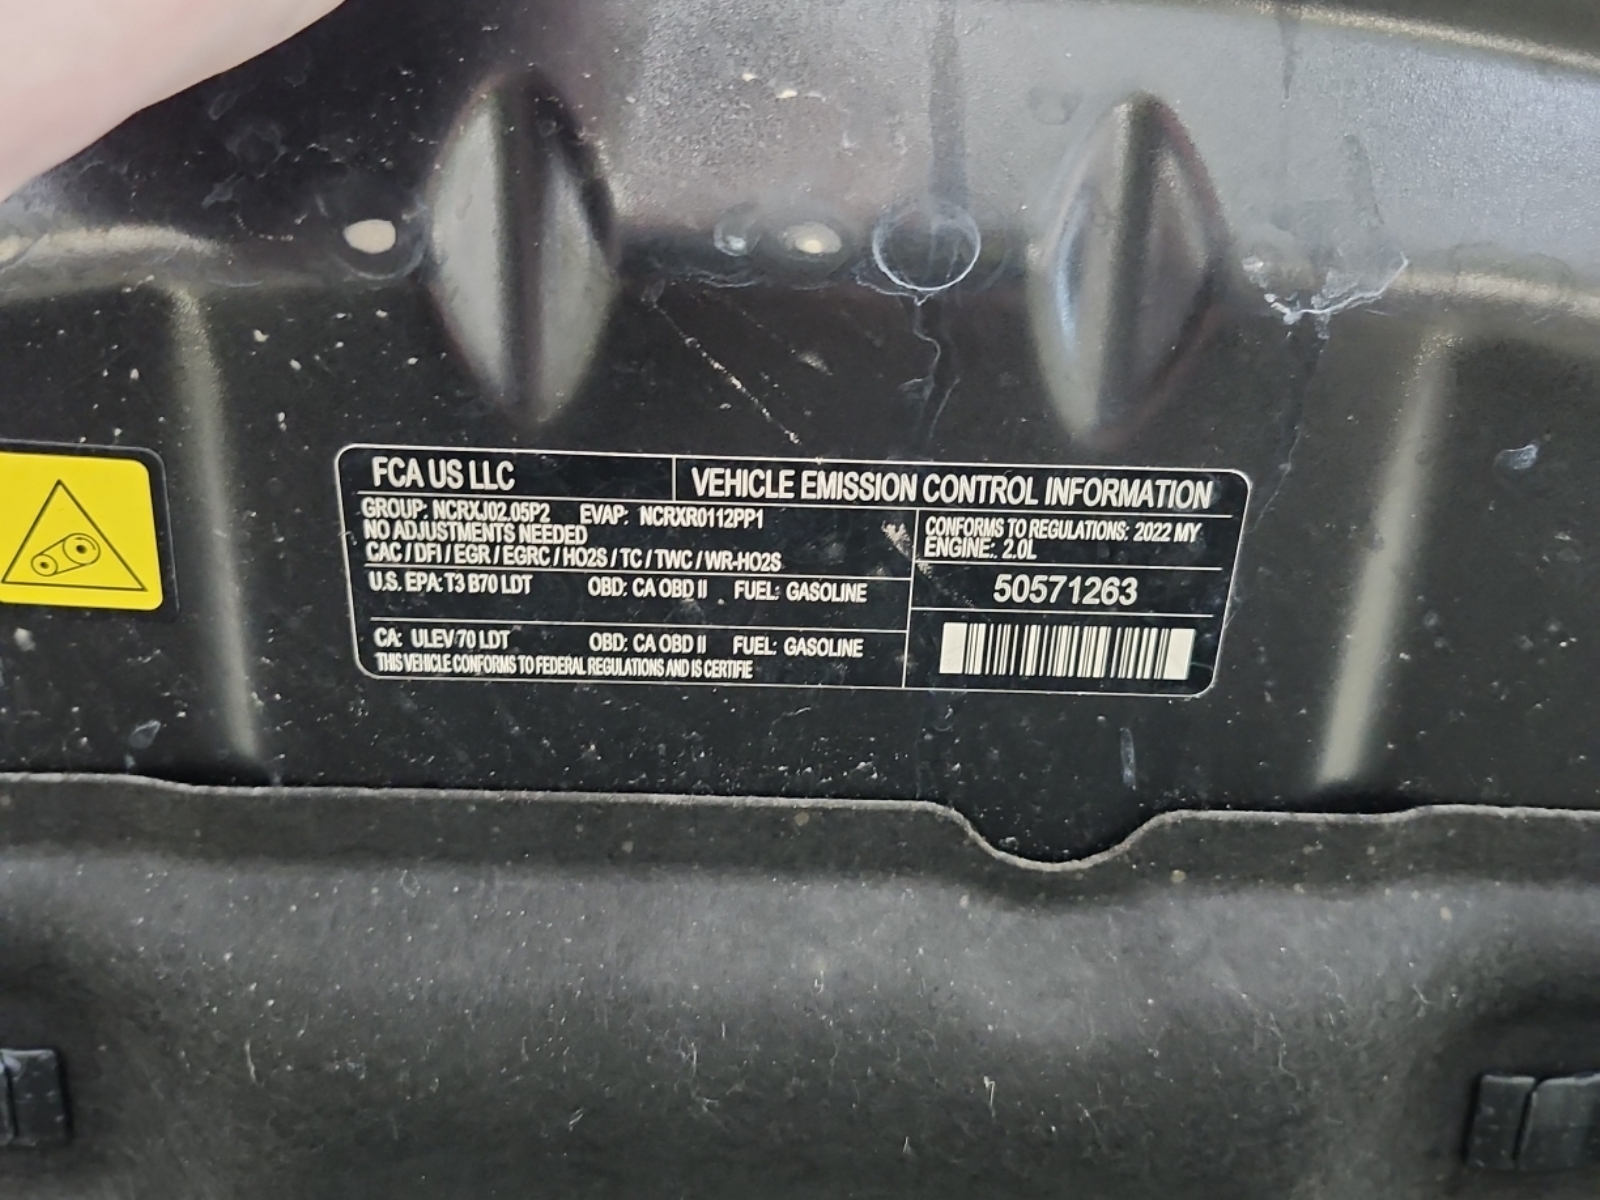 FCA US LLC
VEHICLE EMISSION CONTROL INFORMATION
GROUP: NCRXJ02.05P2 EVAP: NCRXR0112PP1
NO ADJUSTMENTS NEEDED
CAC / DFI / EGR / EGRC / HO2S / TC / TWC / WR-HO2S
U.S. EPA: T3 B70 LDT OBD: CA OBD II FUEL: GASOLINE
CA: ULEV70 LDT OBD: CA OBD II FUEL: GASOLINE
THIS VEHICLE CONFORMS TO FEDERAL REGULATIONS AND IS CERTIFIE
CONFORMS TO REGULATIONS: 2022 MY
ENGINE: 2.0L
50571263